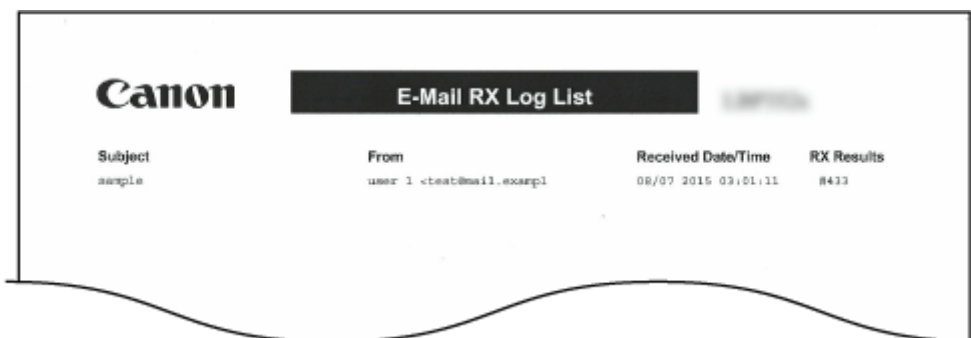 Canon
E-Mail RX Log List
Subject From Received Date/Time RX Results
sample user 1 <test@mail.exampl 08/07 2015 03:01:11 #433